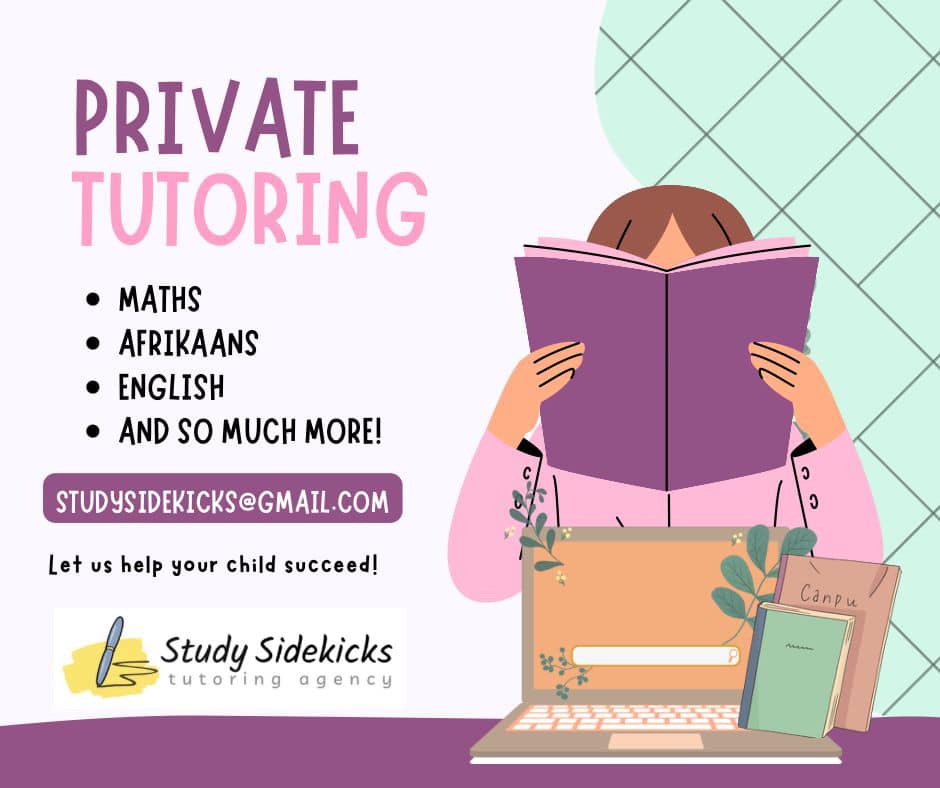 PRIVATE
TUTORING
• MATHS
• AFRIKAANS
• ENGLISH
• AND SO MUCH MORE!
STUDYSIDEKICKS@GMAIL.COM
Let us help your child succeed!
Study Sidekicks
tutoring agency
Canpu